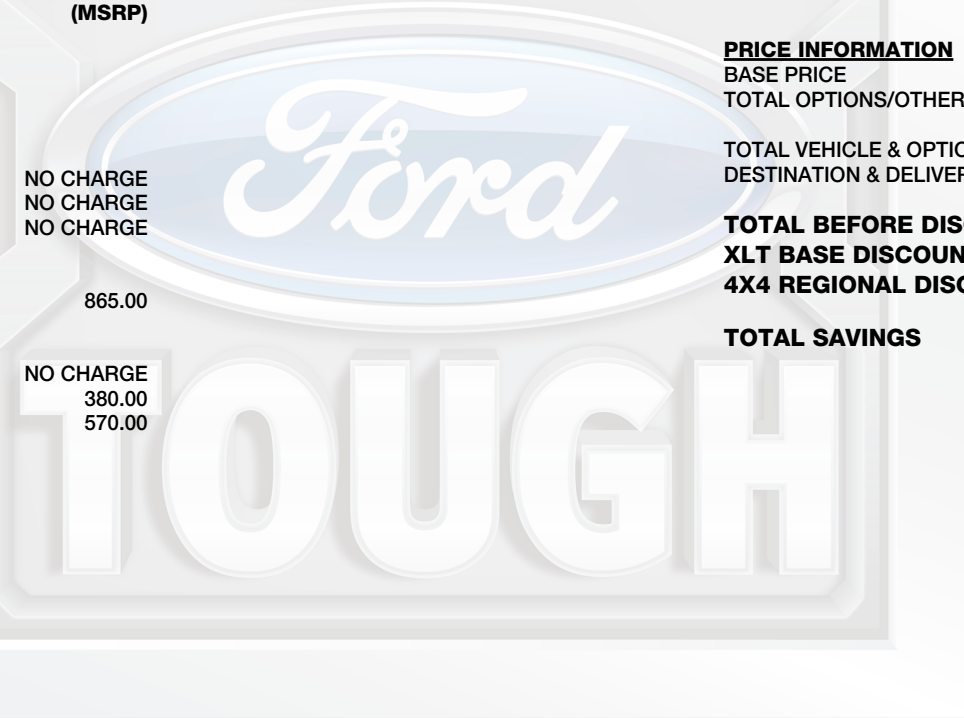 (MSRP)
NO CHARGE
NO CHARGE
NO CHARGE
865.00
NO CHARGE
380.00
570.00
Ford
TOUGH
PRICE INFORMATION
BASE PRICE
TOTAL OPTIONS/OTHER
TOTAL VEHICLE & OPTIO
DESTINATION & DELIVER
TOTAL BEFORE DISC
XLT BASE DISCOUN
4X4 REGIONAL DISC
TOTAL SAVINGS